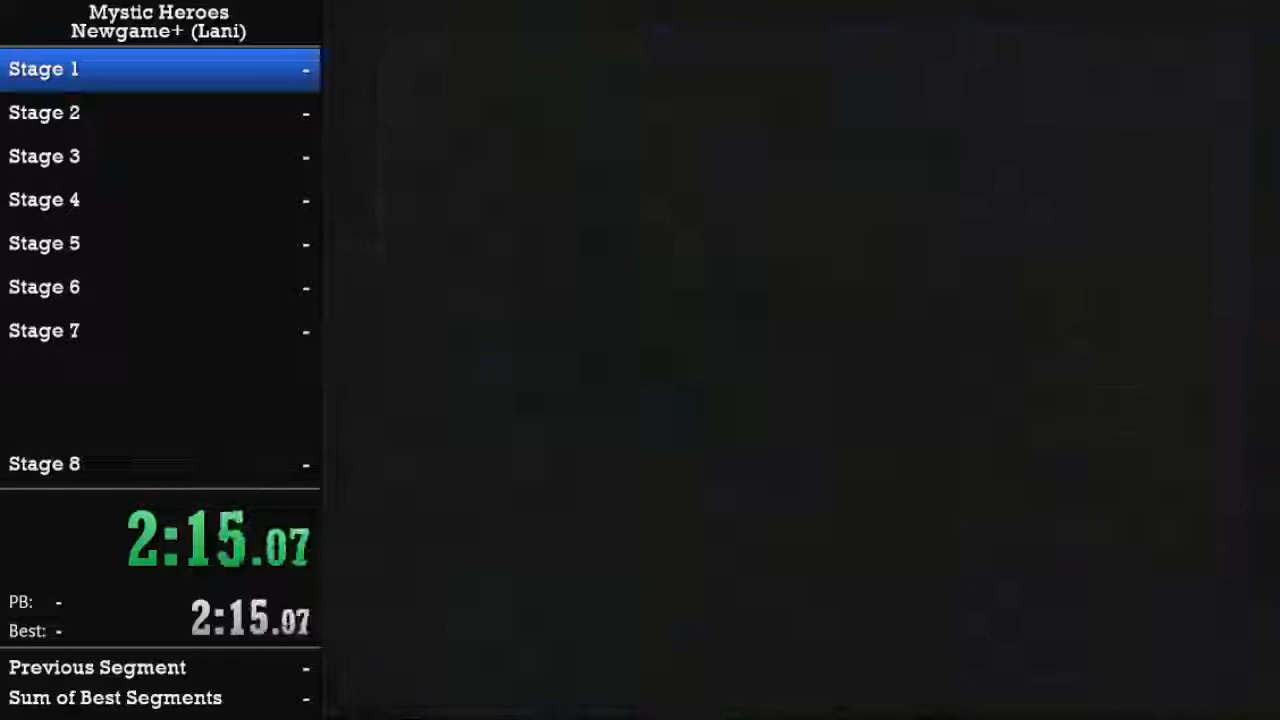 Mystic Heroes
Newgame+ (Lani)
Stage 1 -
Stage 2 -
Stage 3 -
Stage 4 -
Stage 5 -
Stage 6 -
Stage 7 -
Stage 8 -
2:15.07
PB: -
2:15.07
Best: -
Previous Segment -
Sum of Best Segments -